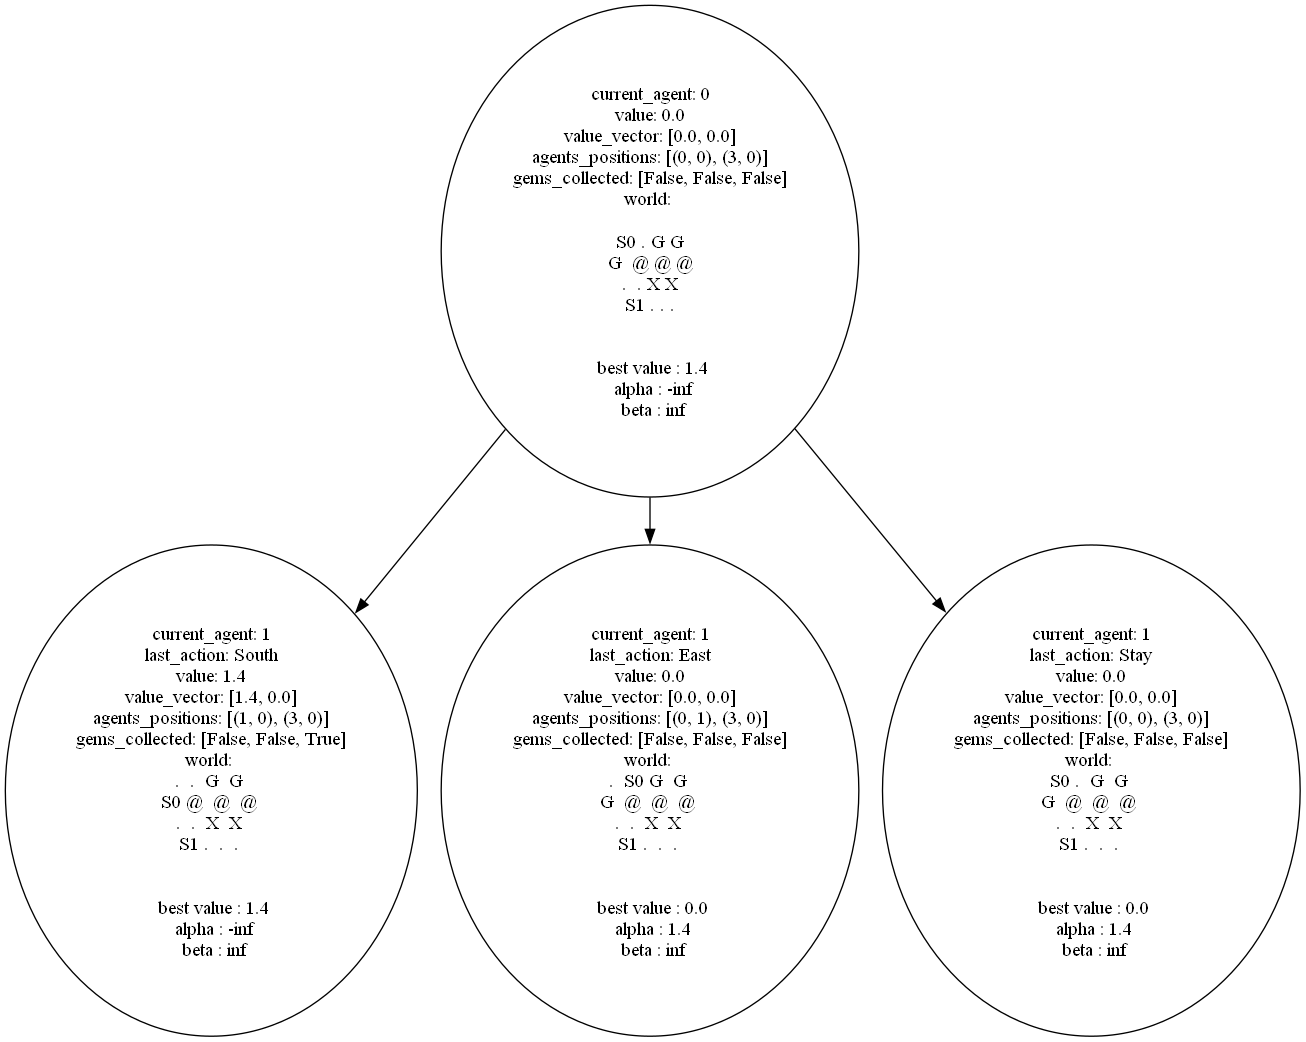 current_agent: 0
value: 0.0
value_vector: [0.0, 0.0]
agents_positions: [(0, 0), (3, 0)]
gems_collected: [False, False, False]
world:
S0 . G G
G @ @ @
. . X X
S1 . . .
best value : 1.4
alpha : -inf
beta : inf
current_agent: 1
last_action: South
value: 1.4
value_vector: [1.4, 0.0]
agents_positions: [(1, 0), (3, 0)]
gems_collected: [False, False, True]
world:
. . G G
S0 @ @ @
. . X X
S1 . . .
best value : 1.4
alpha : -inf
beta : inf
current_agent: 1
last_action: East
value: 0.0
value_vector: [0.0, 0.0]
agents_positions: [(0, 1), (3, 0)]
gems_collected: [False, False, False]
world:
. S0 G G
G @ @ @
. . X X
S1 . . .
best value : 0.0
alpha : 1.4
beta : inf
current_agent: 1
last_action: Stay
value: 0.0
value_vector: [0.0, 0.0]
agents_positions: [(0, 0), (3, 0)]
gems_collected: [False, False, False]
world:
S0 . G G
G @ @ @
. . X X
S1 . . .
best value : 0.0
alpha : 1.4
beta : inf